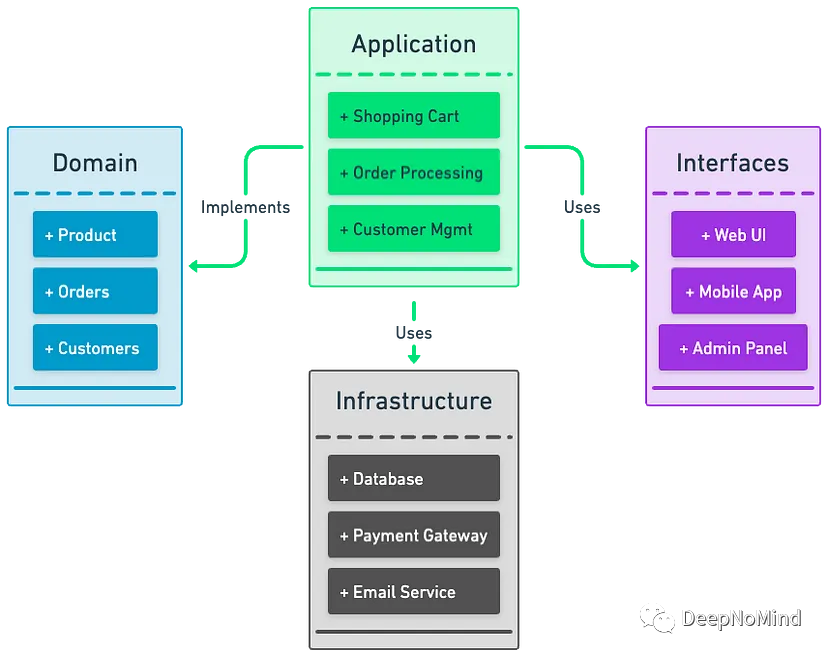 Application
+ Shopping Cart
+ Order Processing
+ Customer Mgmt
Domain
+ Product
+ Orders
+ Customers
Implements
Uses
Interfaces
+ Web UI
+ Mobile App
+ Admin Panel
Uses
Infrastructure
+ Database
+ Payment Gateway
+ Email Service
DeepNoMind